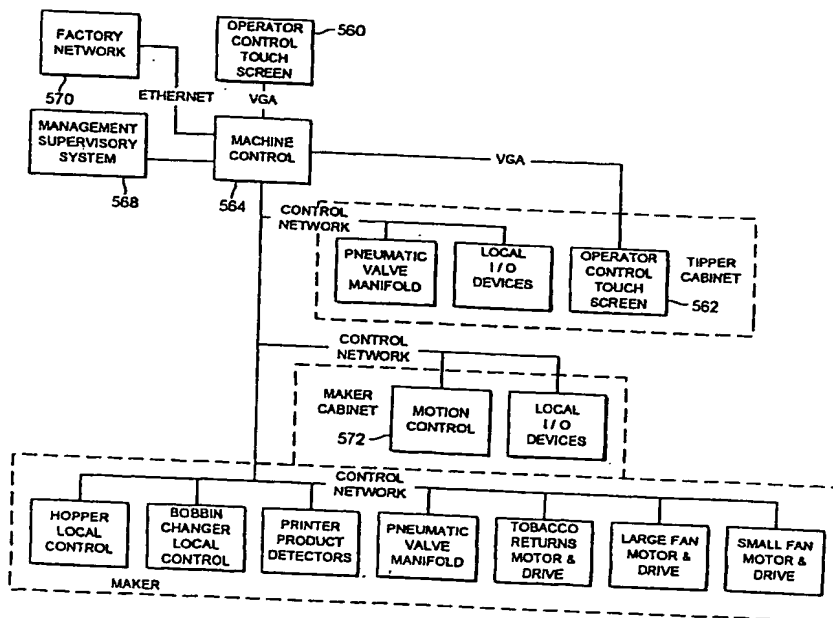 FACTORY
NETWORK
570
OPERATOR
CONTROL
TOUCH
SCREEN
560
ETHERNET
VGA
MANAGEMENT
SUPERVISORY
SYSTEM
568
MACHINE
CONTROL
564
VGA
CONTROL
NETWORK
PNEUMATIC
VALVE
MANIFOLD
LOCAL
I / O
DEVICES
OPERATOR
CONTROL
TOUCH
SCREEN
562
TIPPER
CABINET
CONTROL
NETWORK
MAKER
CABINET
572
MOTION
CONTROL
LOCAL
I / O
DEVICES
CONTROL
NETWORK
HOPPER
LOCAL
CONTROL
BOBBIN
CHANGER
LOCAL
CONTROL
PRINTER
PRODUCT
DETECTORS
PNEUMATIC
VALVE
MANIFOLD
TOBACCO
RETURNS
MOTOR &
DRIVE
LARGE FAN
MOTOR &
DRIVE
SMALL FAN
MOTOR &
DRIVE
MAKER